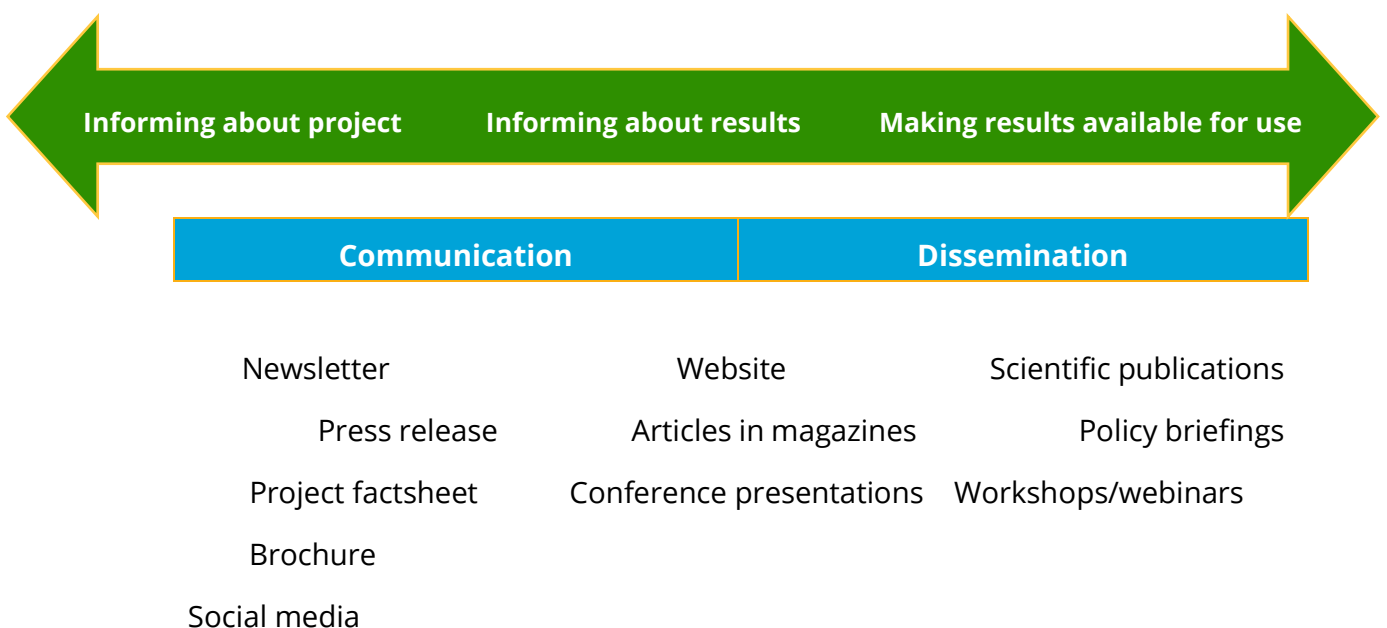 Informing about project Informing about results Making results available for use
Communication Dissemination
Newsletter Website Scientific publications
Press release Articles in magazines Policy briefings
Project factsheet Conference presentations Workshops/webinars
Brochure
Social media